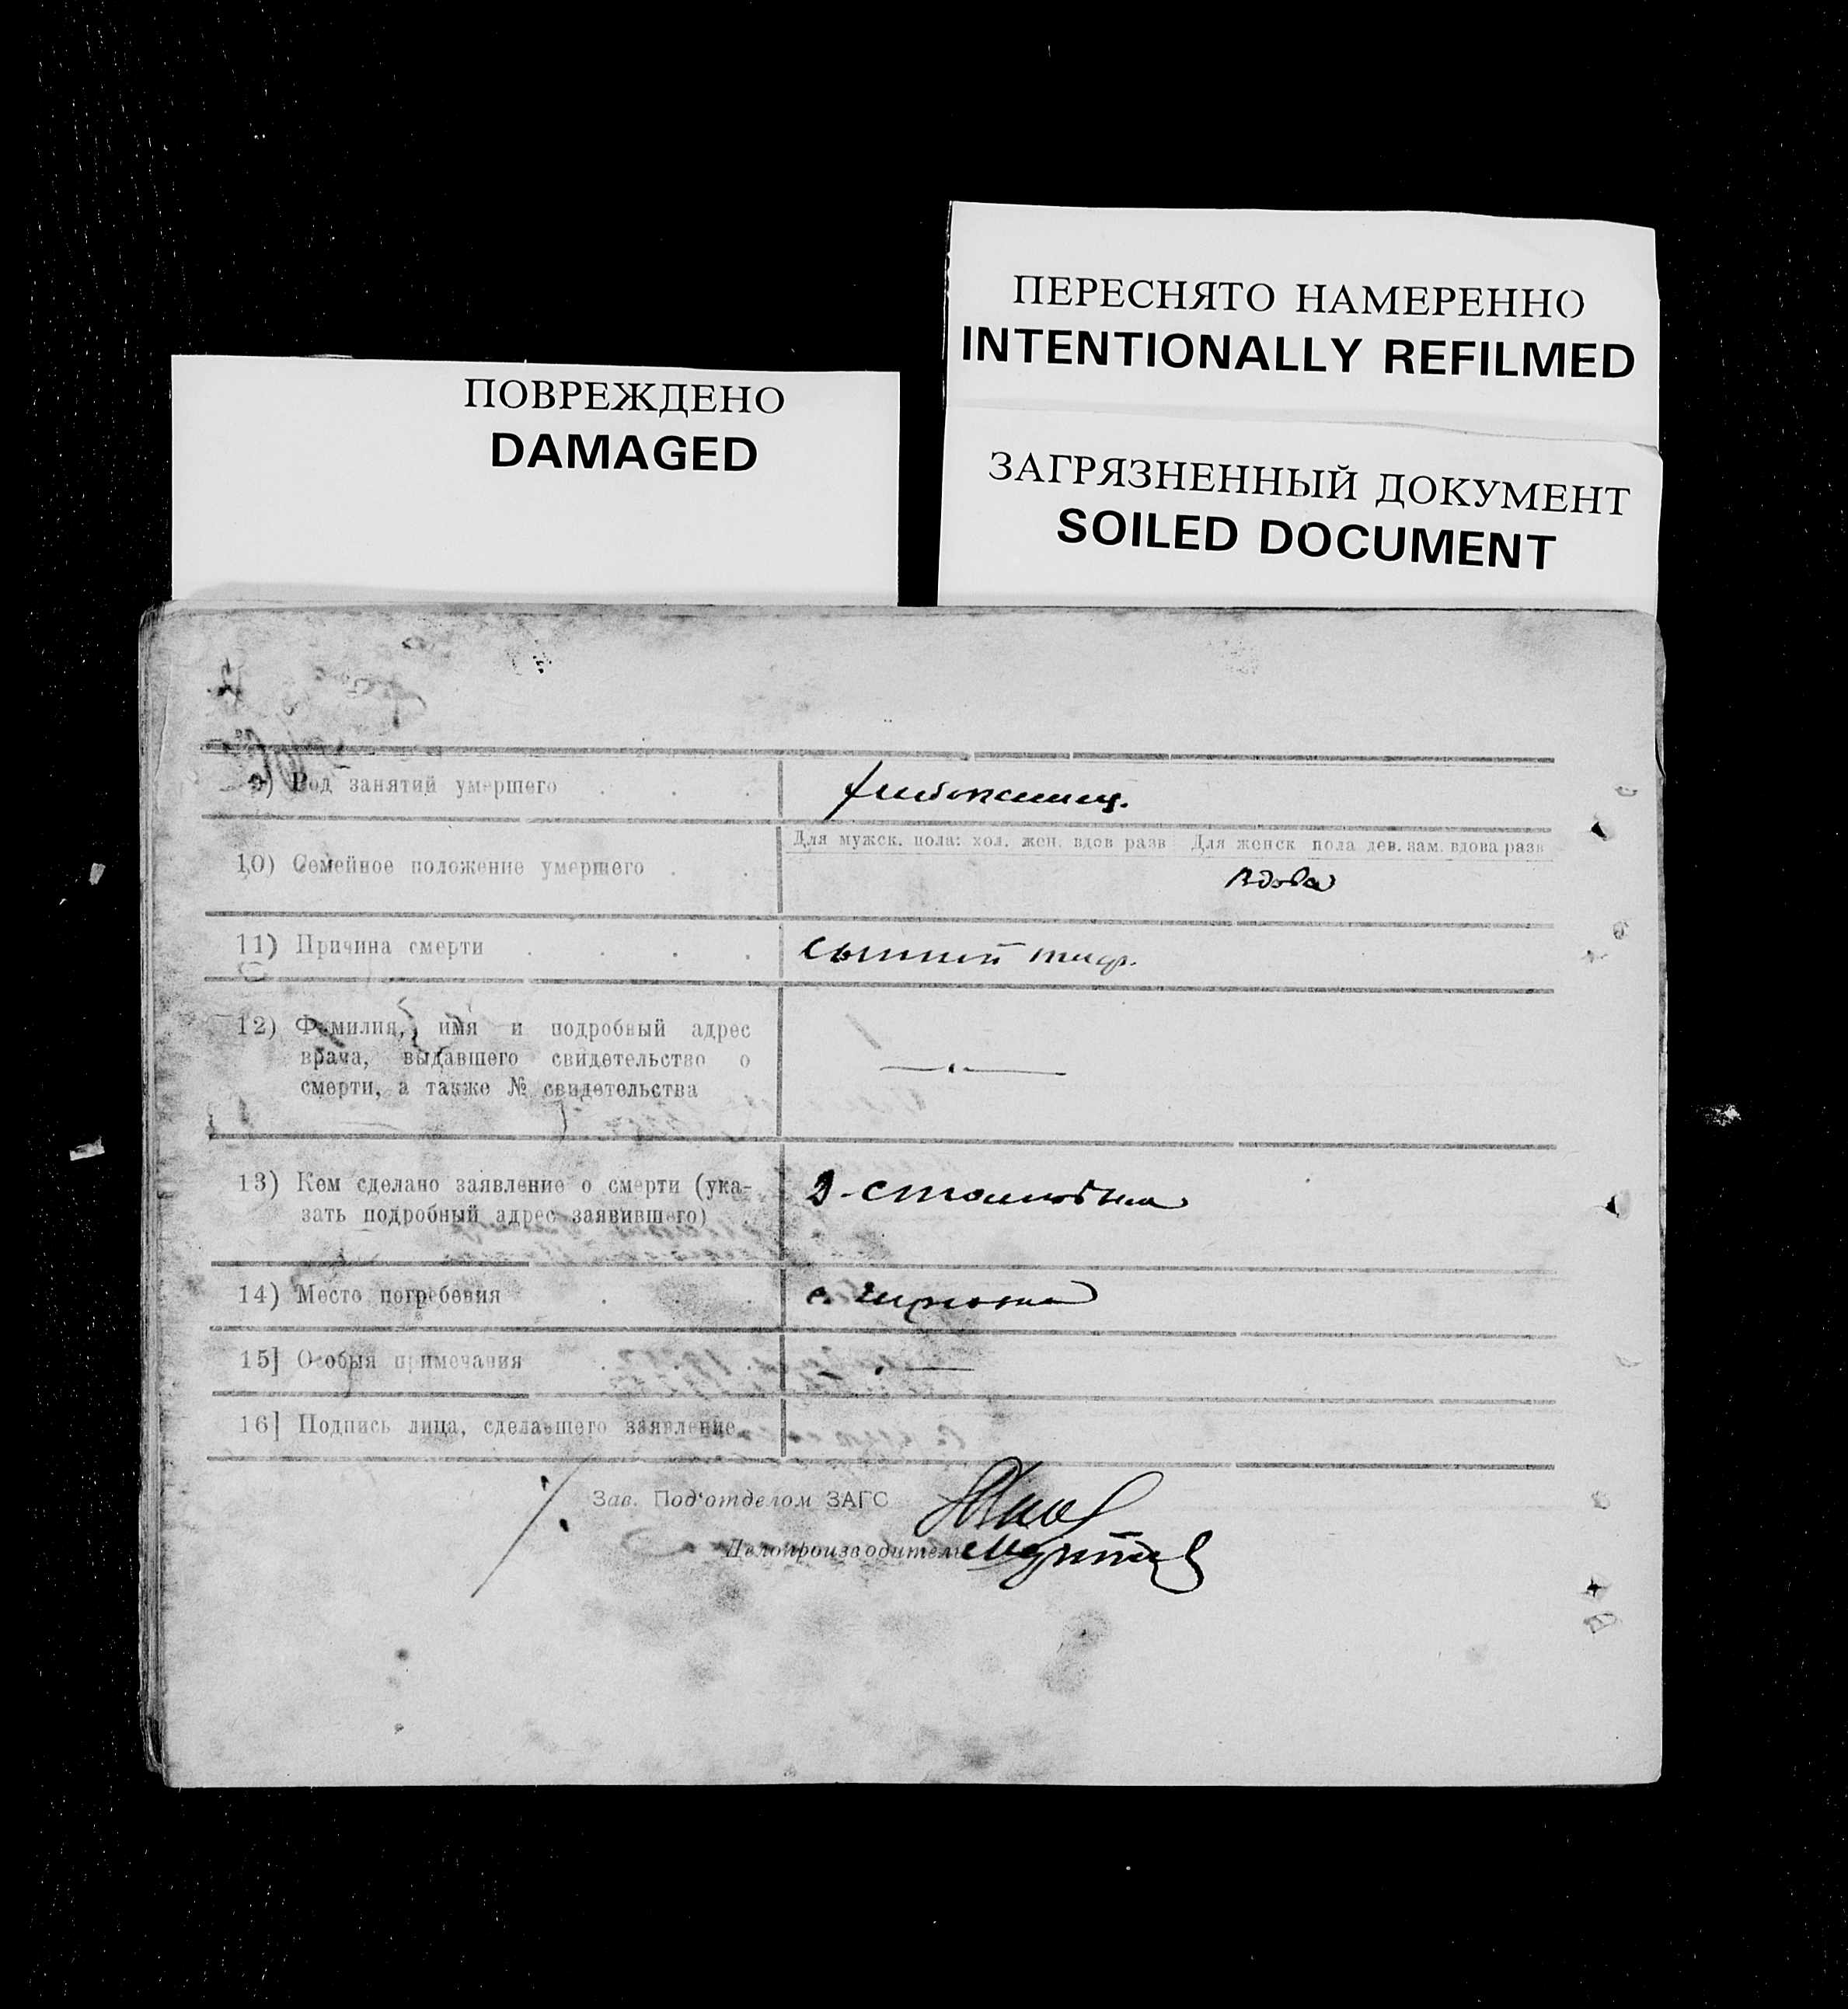 ПЕРЕСНЯТО НАМЕРЕННО
INTENTIONALLY REFILMED
ПОВРЕЖДЕНО
DAMAGED
ЗАГРЯЗНЕННЫЙ ДОКУМЕНТ
SOILED DOCUMENT
9) Род занятий умершего . . .
Для мужск. пола: хол. жен. вдов разв Для женск пола дев. зам. вдова разв
10) Семейное положение умершего . .
вдова
11) Причина смерти . . . . сыпной тиф.
12) Фамилия, имя и подробный адрес
врача, выдавшего свидетельство о
смерти, а также № свидетельства
13) Кем сделано заявление о смерти (ука-
зать подробный адрес заявившего)
14) Место погребения . . . с.
15] Особыя примечания . . .
16] Подпись лица, сделавшего заявление
Зав. Под'отделом ЗАГС
Делопроизводитель